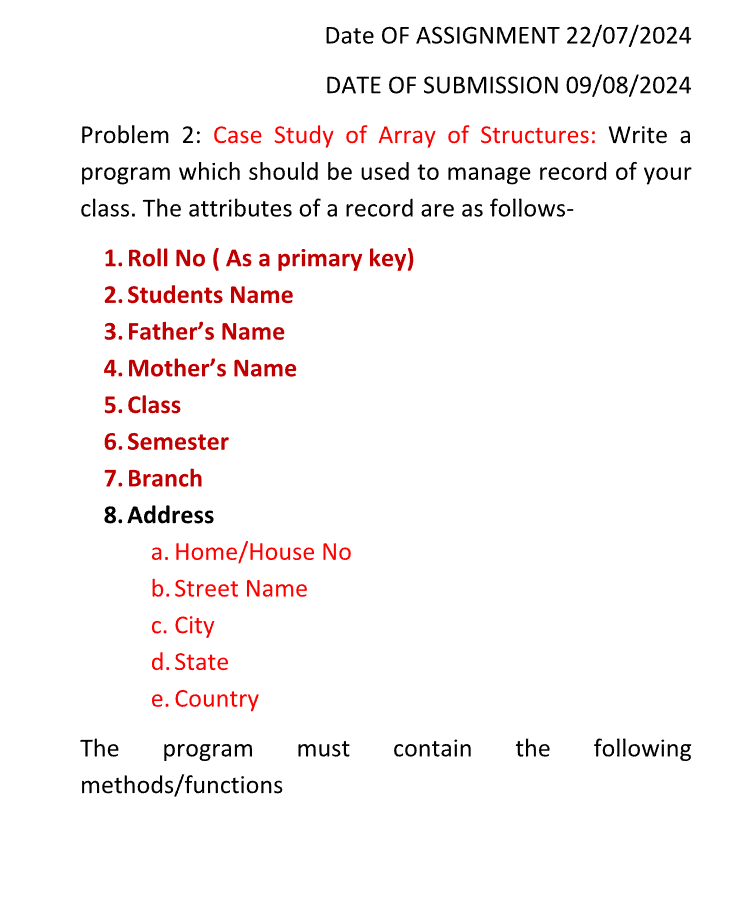 Date OF ASSIGNMENT 22/07/2024
DATE OF SUBMISSION 09/08/2024
Problem 2: Case Study of Array of Structures: Write a
program which should be used to manage record of your
class. The attributes of a record are as follows-
1. Roll No ( As a primary key)
2. Students Name
3. Father’s Name
4. Mother’s Name
5. Class
6. Semester
7. Branch
8. Address
a. Home/House No
b. Street Name
c. City
d. State
e. Country
The program must contain the following
methods/functions